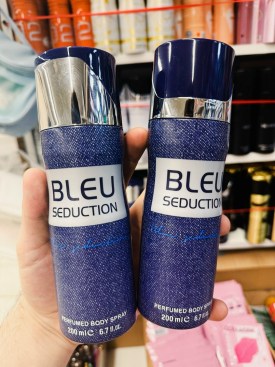 BLEU
SEDUCTION
PERFUMED BODY SPRAY
200 ml ℮ 6.7 fl.oz.
BLEU
SEDUCTION
PERFUMED BODY SPRAY
200 ml ℮ 6.7 fl.oz.